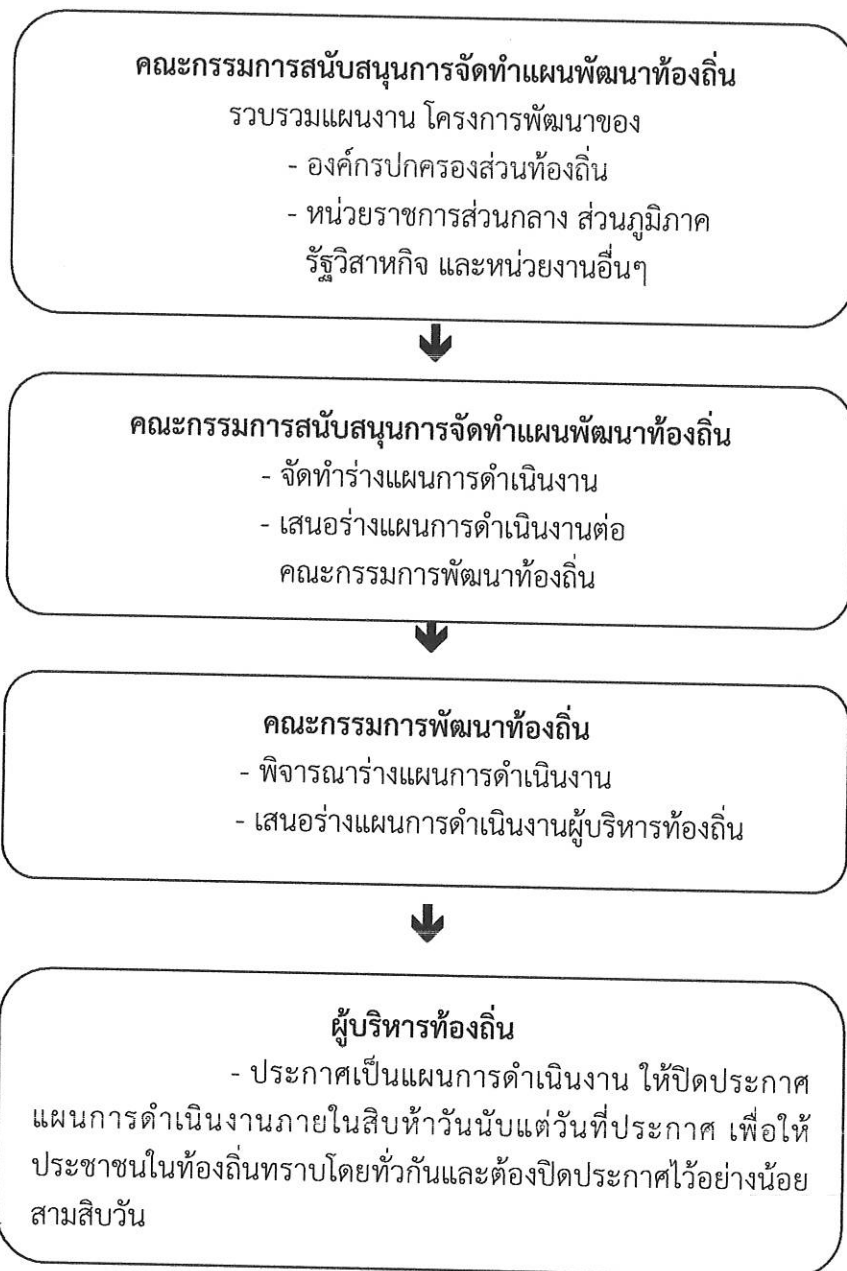 คณะกรรมการสนับสนุนการจัดทำแผนพัฒนาท้องถิ่น
รวบรวมแผนงาน โครงการพัฒนาของ
- องค์กรปกครองส่วนท้องถิ่น
- หน่วยราชการส่วนกลาง ส่วนภูมิภาค
รัฐวิสาหกิจ และหน่วยงานอื่นๆ
คณะกรรมการสนับสนุนการจัดทำแผนพัฒนาท้องถิ่น
- จัดทำร่างแผนการดำเนินงาน
- เสนอร่างแผนการดำเนินงานต่อ
คณะกรรมการพัฒนาท้องถิ่น
คณะกรรมการพัฒนาท้องถิ่น
- พิจารณาร่างแผนการดำเนินงาน
- เสนอร่างแผนการดำเนินงานผู้บริหารท้องถิ่น
ผู้บริหารท้องถิ่น
- ประกาศเป็นแผนการดำเนินงาน ให้ปิดประกาศ
แผนการดำเนินงานภายในสิบห้าวันนับแต่วันที่ประกาศ เพื่อให้
ประชาชนในท้องถิ่นทราบโดยทั่วกันและต้องปิดประกาศไว้อย่างน้อย
สามสิบวัน